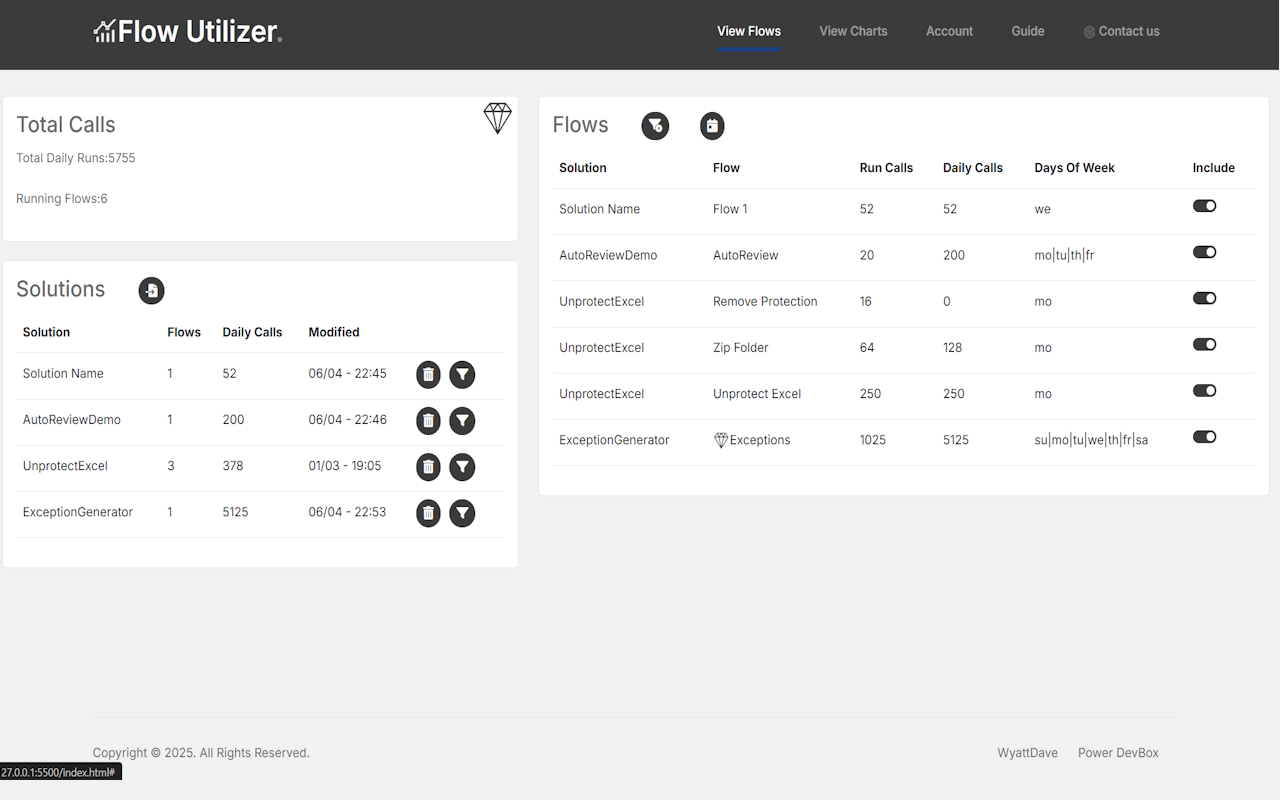 Flow Utilizer.
View Flows View Charts Account Guide Contact us
Total Calls
Total Daily Runs:5755
Running Flows:6
Solutions
Solution Flows Daily Calls Modified
Solution Name 1 52 06/04 - 22:45
AutoReviewDemo 1 200 06/04 - 22:46
UnprotectExcel 3 378 01/03 - 19:05
ExceptionGenerator 1 5125 06/04 - 22:53
Flows
Solution Flow Run Calls Daily Calls Days Of Week Include
Solution Name Flow 1 52 52 we
AutoReviewDemo AutoReview 20 200 mo|tu|th|fr
UnprotectExcel Remove Protection 16 0 mo
UnprotectExcel Zip Folder 64 128 mo
UnprotectExcel Unprotect Excel 250 250 mo
ExceptionGenerator Exceptions 1025 5125 su|mo|tu|we|th|fr|sa
Copyright © 2025. All Rights Reserved.
WyattDave Power DevBox
27.0.0.1:5500/index.html#